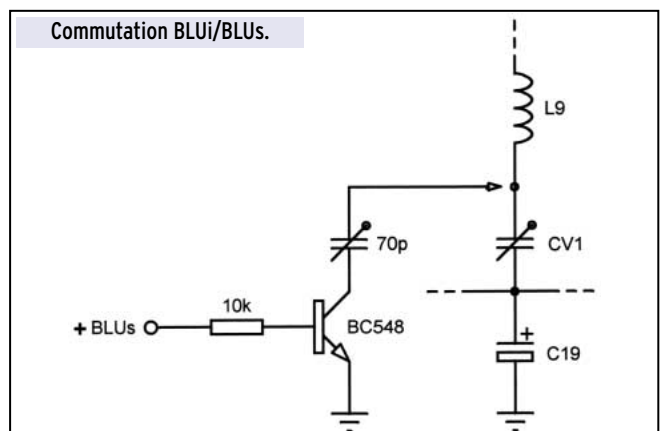 Commutation BLUi/BLUs.
L9
70p
CV1
10k
+ BLUs
BC548
+
C19